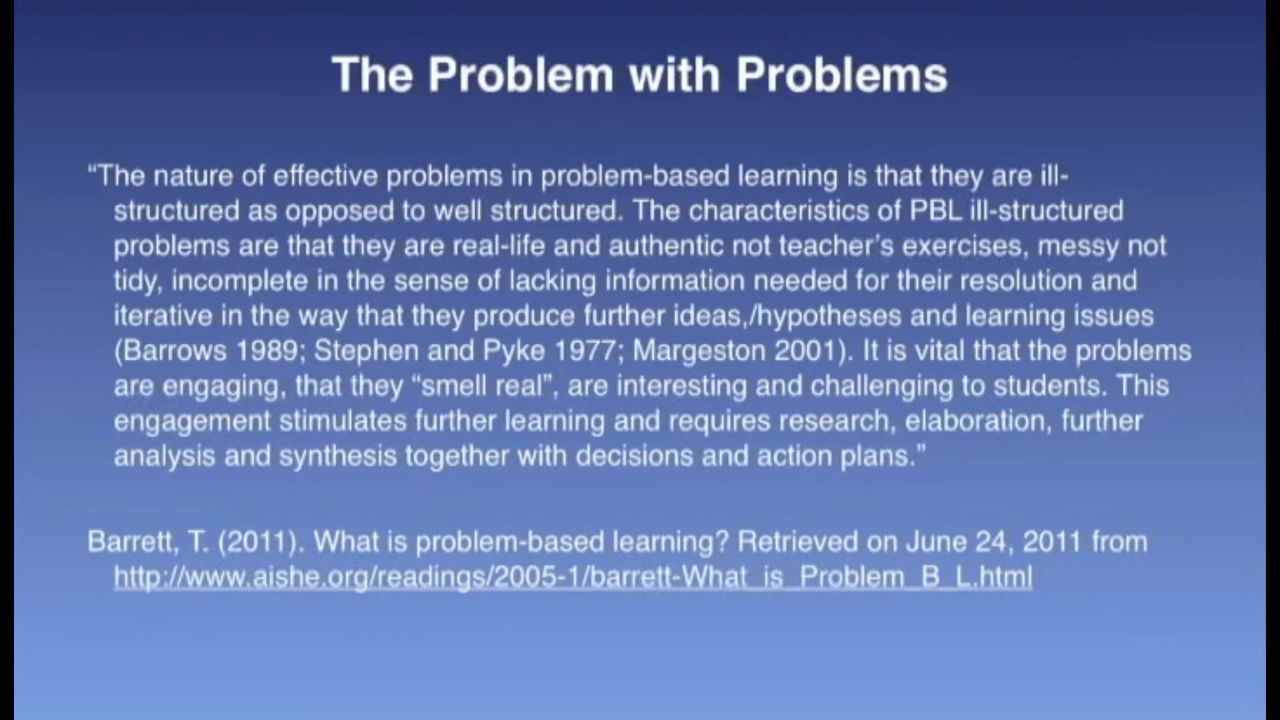 The Problem with Problems
“The nature of effective problems in problem-based learning is that they are ill-
structured as opposed to well structured. The characteristics of PBL ill-structured
problems are that they are real-life and authentic not teacher’s exercises, messy not
tidy, incomplete in the sense of lacking information needed for their resolution and
iterative in the way that they produce further ideas,/hypotheses and learning issues
(Barrows 1989; Stephen and Pyke 1977; Margeston 2001). It is vital that the problems
are engaging, that they “smell real”, are interesting and challenging to students. This
engagement stimulates further learning and requires research, elaboration, further
analysis and synthesis together with decisions and action plans.”
Barrett, T. (2011). What is problem-based learning? Retrieved on June 24, 2011 from
http://www.aishe.org/readings/2005-1/barrett-What_is_Problem_B_L.html